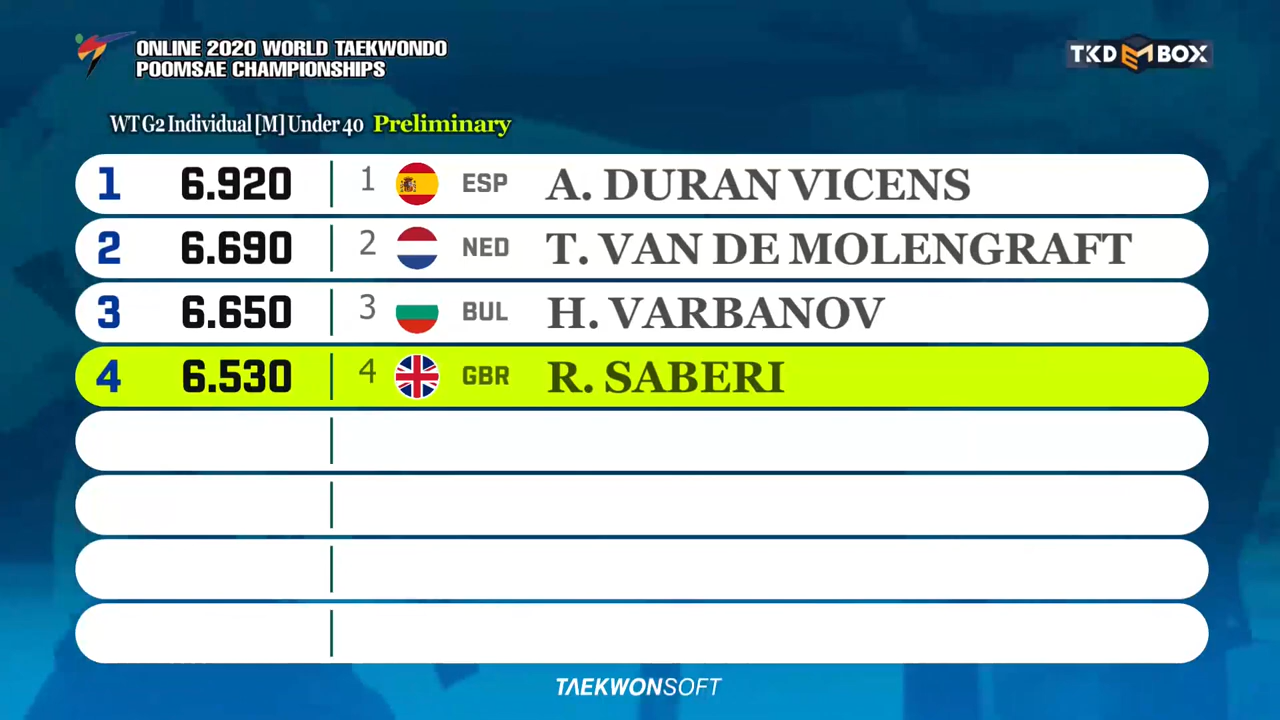 ONLINE 2020 WORLD TAEKWONDO
POOMSAE CHAMPIONSHIPS
TKD BOX
WT G2 Individual [M] Under 40 Preliminary
1 6.920 1 ESP A. DURAN VICENS
2 6.690 2 NED T. VAN DE MOLENGRAFT
3 6.650 3 BUL H. VARBANOV
4 6.530 4 GBR R. SABERI
TAEKWONSOFT